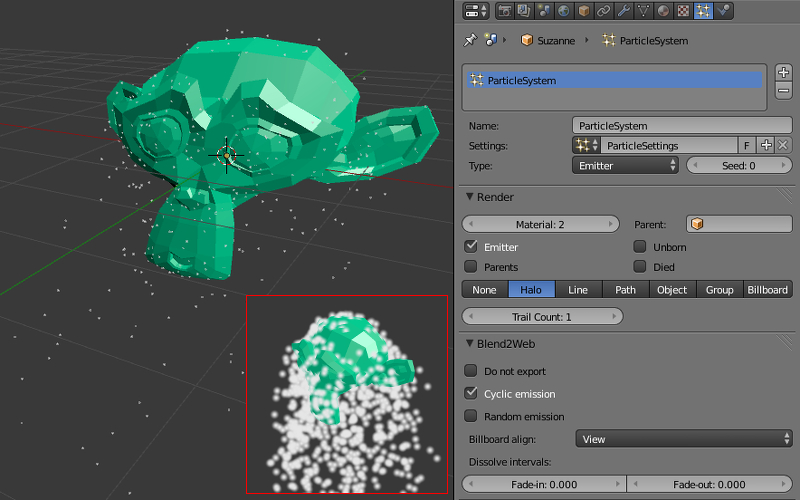 Suzanne ParticleSystem
ParticleSystem
Name: ParticleSystem
Settings: ParticleSettings F
Type: Emitter Seed: 0
Render
Material: 2 Parent:
Emitter Unborn
Parents Died
None Halo Line Path Object Group Billboard
Trail Count: 1
Blend2Web
Do not export
Cyclic emission
Random emission
Billboard align: View
Dissolve intervals:
Fade-in: 0.000 Fade-out: 0.000